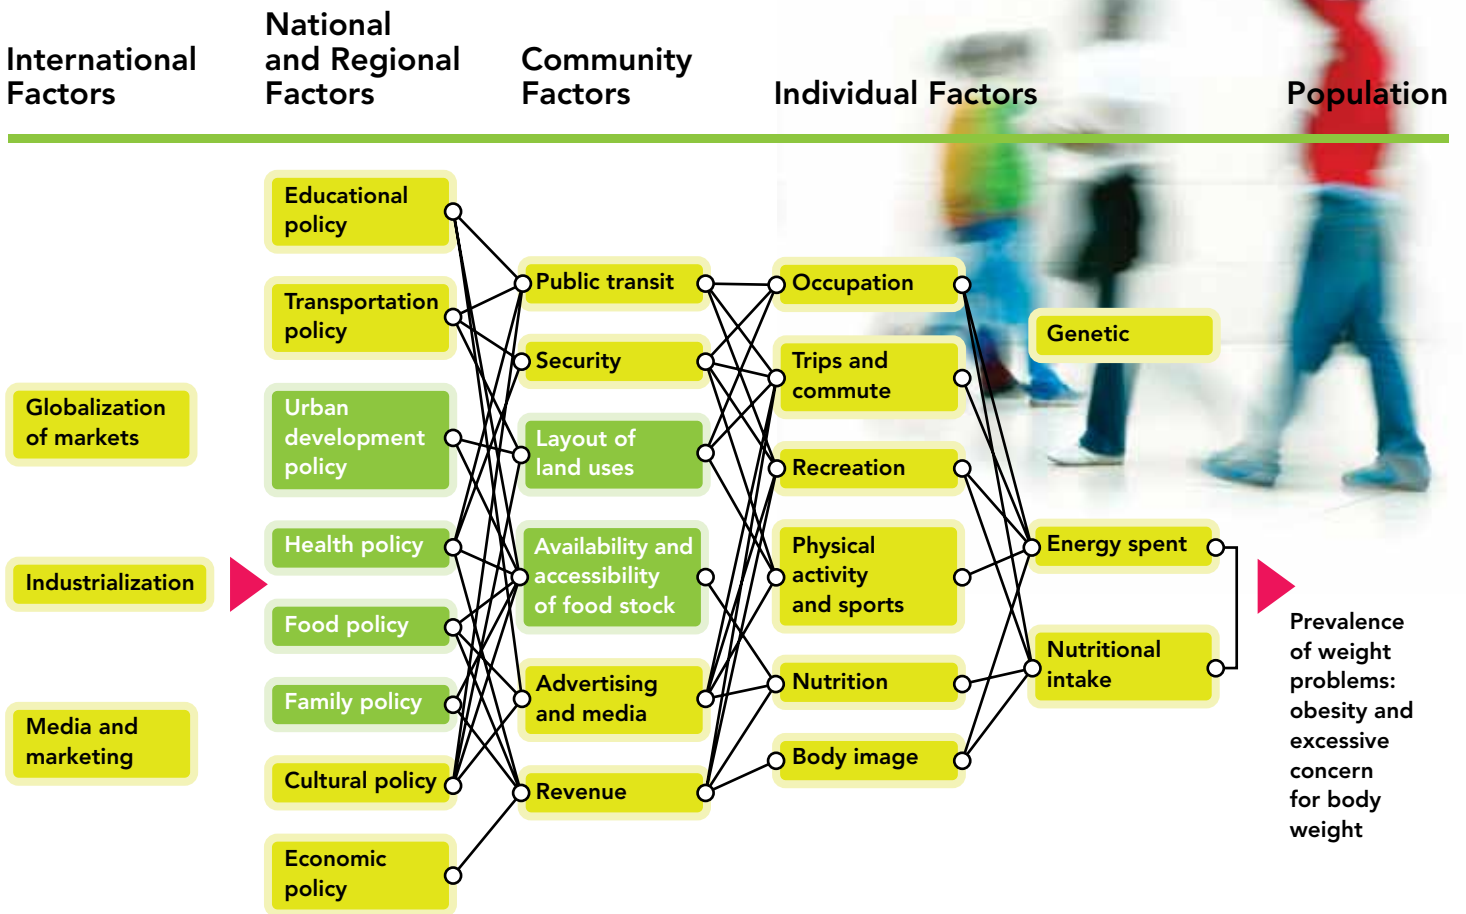 International
Factors
National
and Regional
Factors
Community
Factors
Individual Factors
Population
Globalization
of markets
Industrialization
Media and
marketing
Educational
policy
Transportation
policy
Urban
development
policy
Health policy
Food policy
Family policy
Cultural policy
Economic
policy
Public transit
Security
Layout of
land uses
Availability and
accessibility
of food stock
Advertising
and media
Revenue
Occupation
Trips and
commute
Recreation
Physical
activity
and sports
Nutrition
Body image
Genetic
Energy spent
Nutritional
intake
Prevalence
of weight
problems:
obesity and
excessive
concern
for body
weight